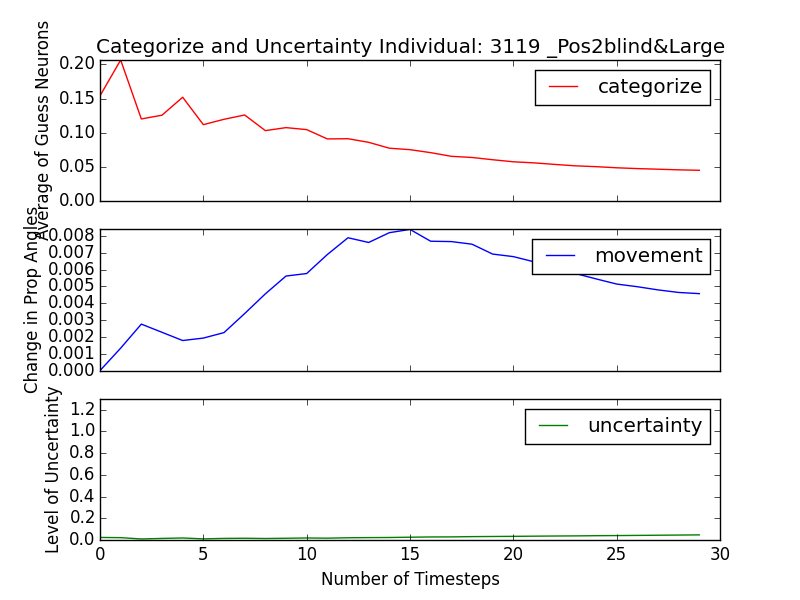 Categorize and Uncertainty Individual: 3119 _Pos2blind&Large
Average of Guess Neurons
0.20
0.15
0.10
0.05
0.00
categorize
Change in Prop Angles
0.008
0.007
0.006
0.005
0.004
0.003
0.002
0.001
0.000
movement
Level of Uncertainty
1.2
1.0
0.8
0.6
0.4
0.2
0.0
uncertainty
0 5 10 15 20 25 30
Number of Timesteps